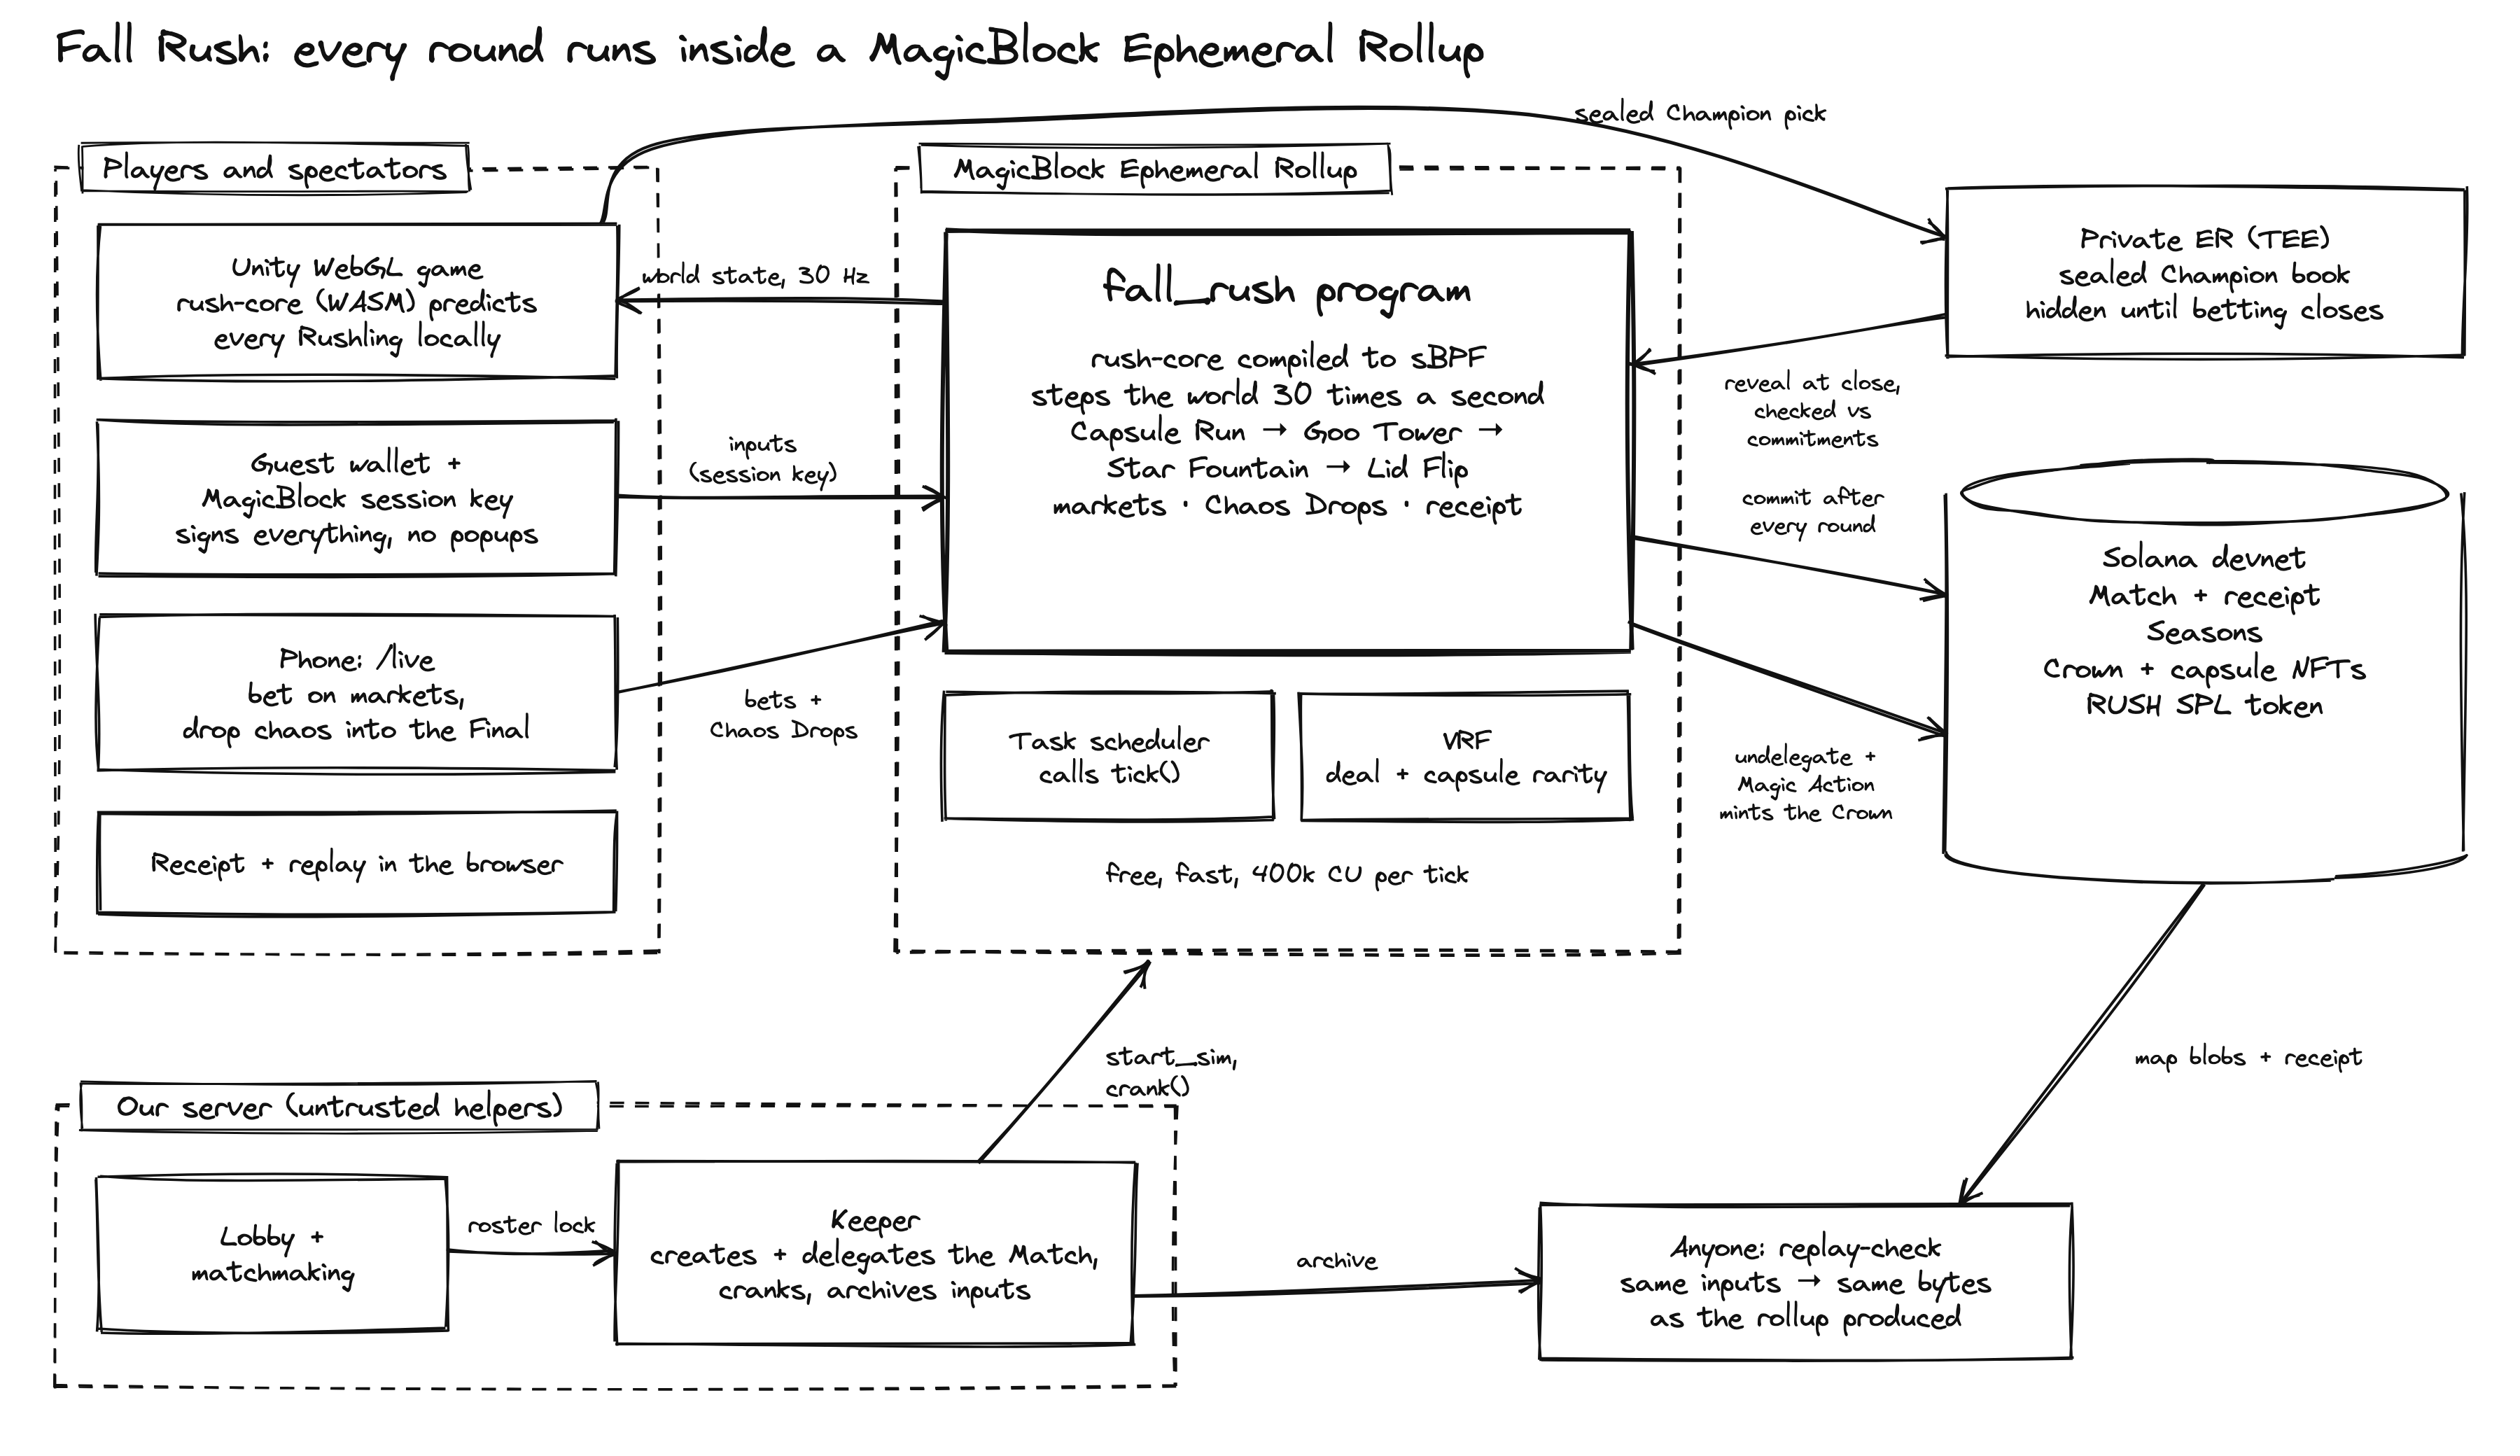 Fall Rush: every round runs inside a MagicBlock Ephemeral Rollup
sealed Champion pick
Players and spectators
Unity WebGL game
rush-core (WASM) predicts
every Rushling locally
Guest wallet +
MagicBlock session key
signs everything, no popups
Phone: /live
bet on markets,
drop chaos into the Final
Receipt + replay in the browser
world state, 30 Hz
inputs
(session key)
bets +
Chaos Drops
MagicBlock Ephemeral Rollup
fall_rush program
rush-core compiled to sBPF
steps the world 30 times a second
Capsule Run → Goo Tower →
Star Fountain → Lid Flip
markets · Chaos Drops · receipt
Task scheduler
calls tick()
VRF
deal + capsule rarity
free, fast, 400k CU per tick
Private ER (TEE)
sealed Champion book
hidden until betting closes
reveal at close,
checked vs
commitments
commit after
every round
undelegate +
Magic Action
mints the Crown
Solana devnet
Match + receipt
Seasons
Crown + capsule NFTs
RUSH SPL token
start_sim,
crank()
map blobs + receipt
Our server (untrusted helpers)
Lobby +
matchmaking
roster lock
Keeper
creates + delegates the Match,
cranks, archives inputs
archive
Anyone: replay-check
same inputs → same bytes
as the rollup produced